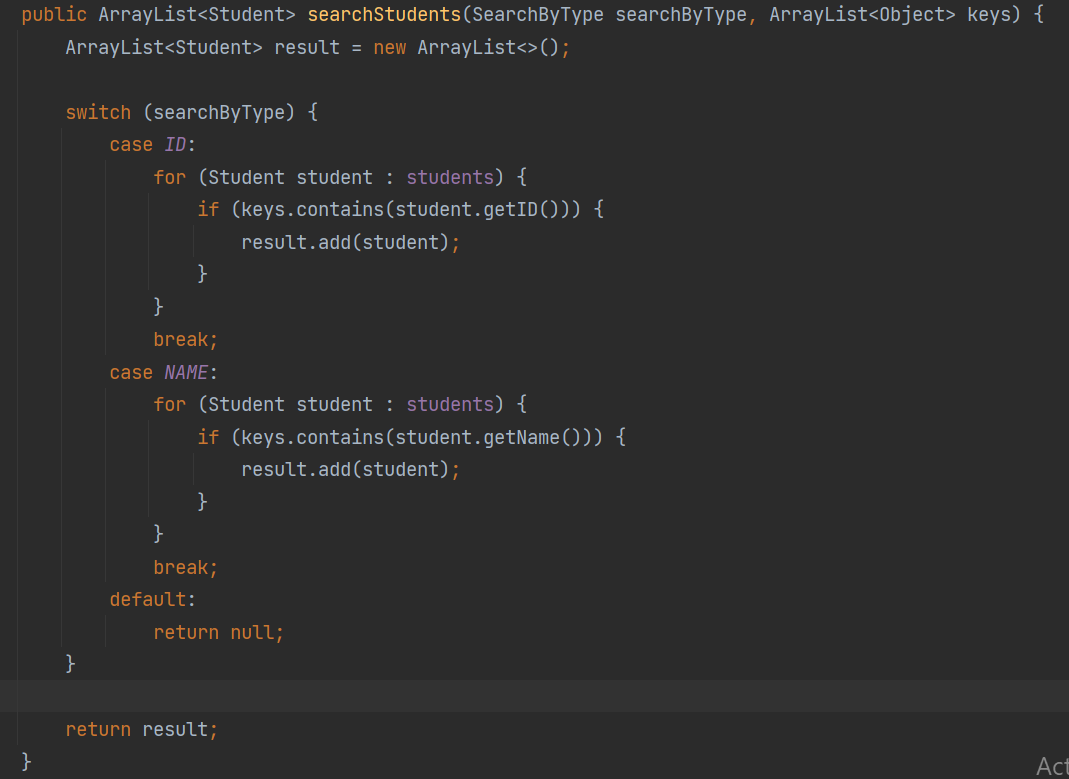 public ArrayList<Student> searchStudents(SearchByType searchByType, ArrayList<Object> keys) {
    ArrayList<Student> result = new ArrayList<>();

    switch (searchByType) {
        case ID:
            for (Student student : students) {
                if (keys.contains(student.getID())) {
                    result.add(student);
                }
            }
            break;
        case NAME:
            for (Student student : students) {
                if (keys.contains(student.getName())) {
                    result.add(student);
                }
            }
            break;
        default:
            return null;
    }

    return result;
}